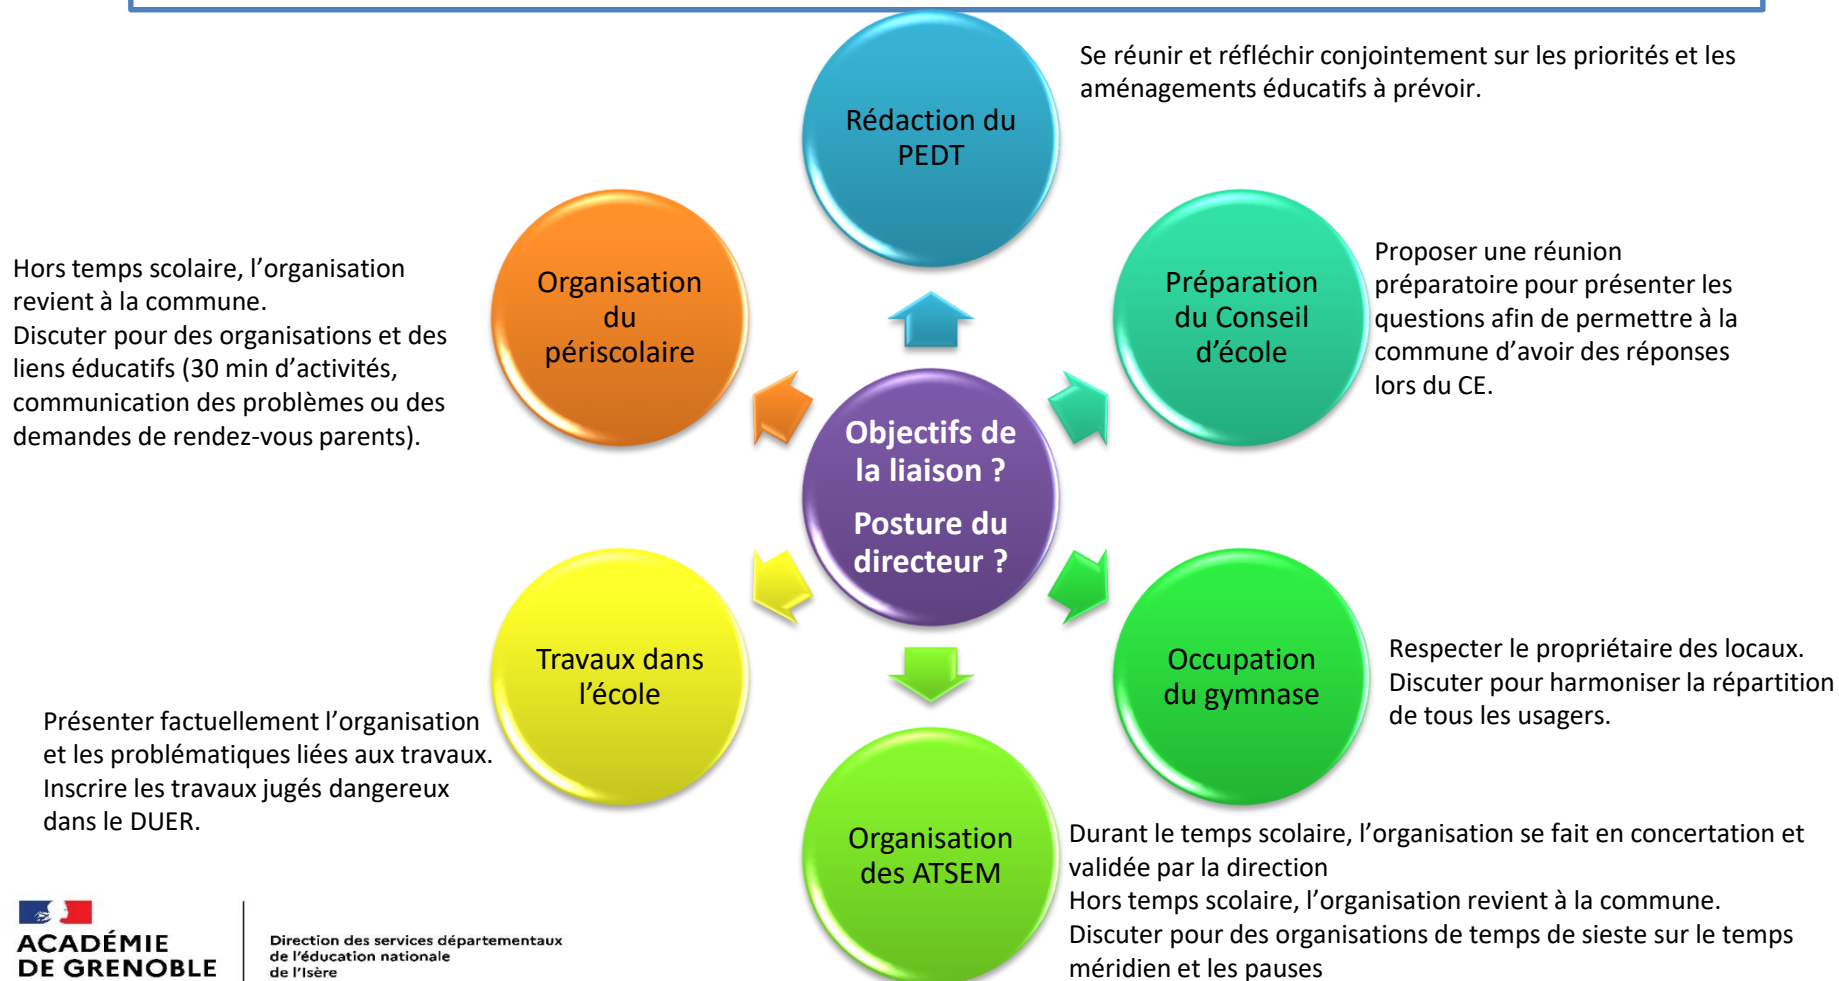 Se réunir et réfléchir conjointement sur les priorités et les
aménagements éducatifs à prévoir.
Rédaction du
PEDT
Hors temps scolaire, l’organisation
revient à la commune.
Discuter pour des organisations et des
liens éducatifs (30 min d’activités,
communication des problèmes ou des
demandes de rendez-vous parents).
Organisation
du
périscolaire
Préparation
du Conseil
d’école
Proposer une réunion
préparatoire pour présenter les
questions afin de permettre à la
commune d’avoir des réponses
lors du CE.
Objectifs de
la liaison ?
Posture du
directeur ?
Travaux dans
l’école
Présenter factuellement l’organisation
et les problématiques liées aux travaux.
Inscrire les travaux jugés dangereux
dans le DUER.
Occupation
du gymnase
Respecter le propriétaire des locaux.
Discuter pour harmoniser la répartition
de tous les usagers.
Organisation
des ATSEM
Durant le temps scolaire, l’organisation se fait en concertation et
validée par la direction
Hors temps scolaire, l’organisation revient à la commune.
Discuter pour des organisations de temps de sieste sur le temps
méridien et les pauses
ACADÉMIE
DE GRENOBLE
Direction des services départementaux
de l’éducation nationale
de l’Isère